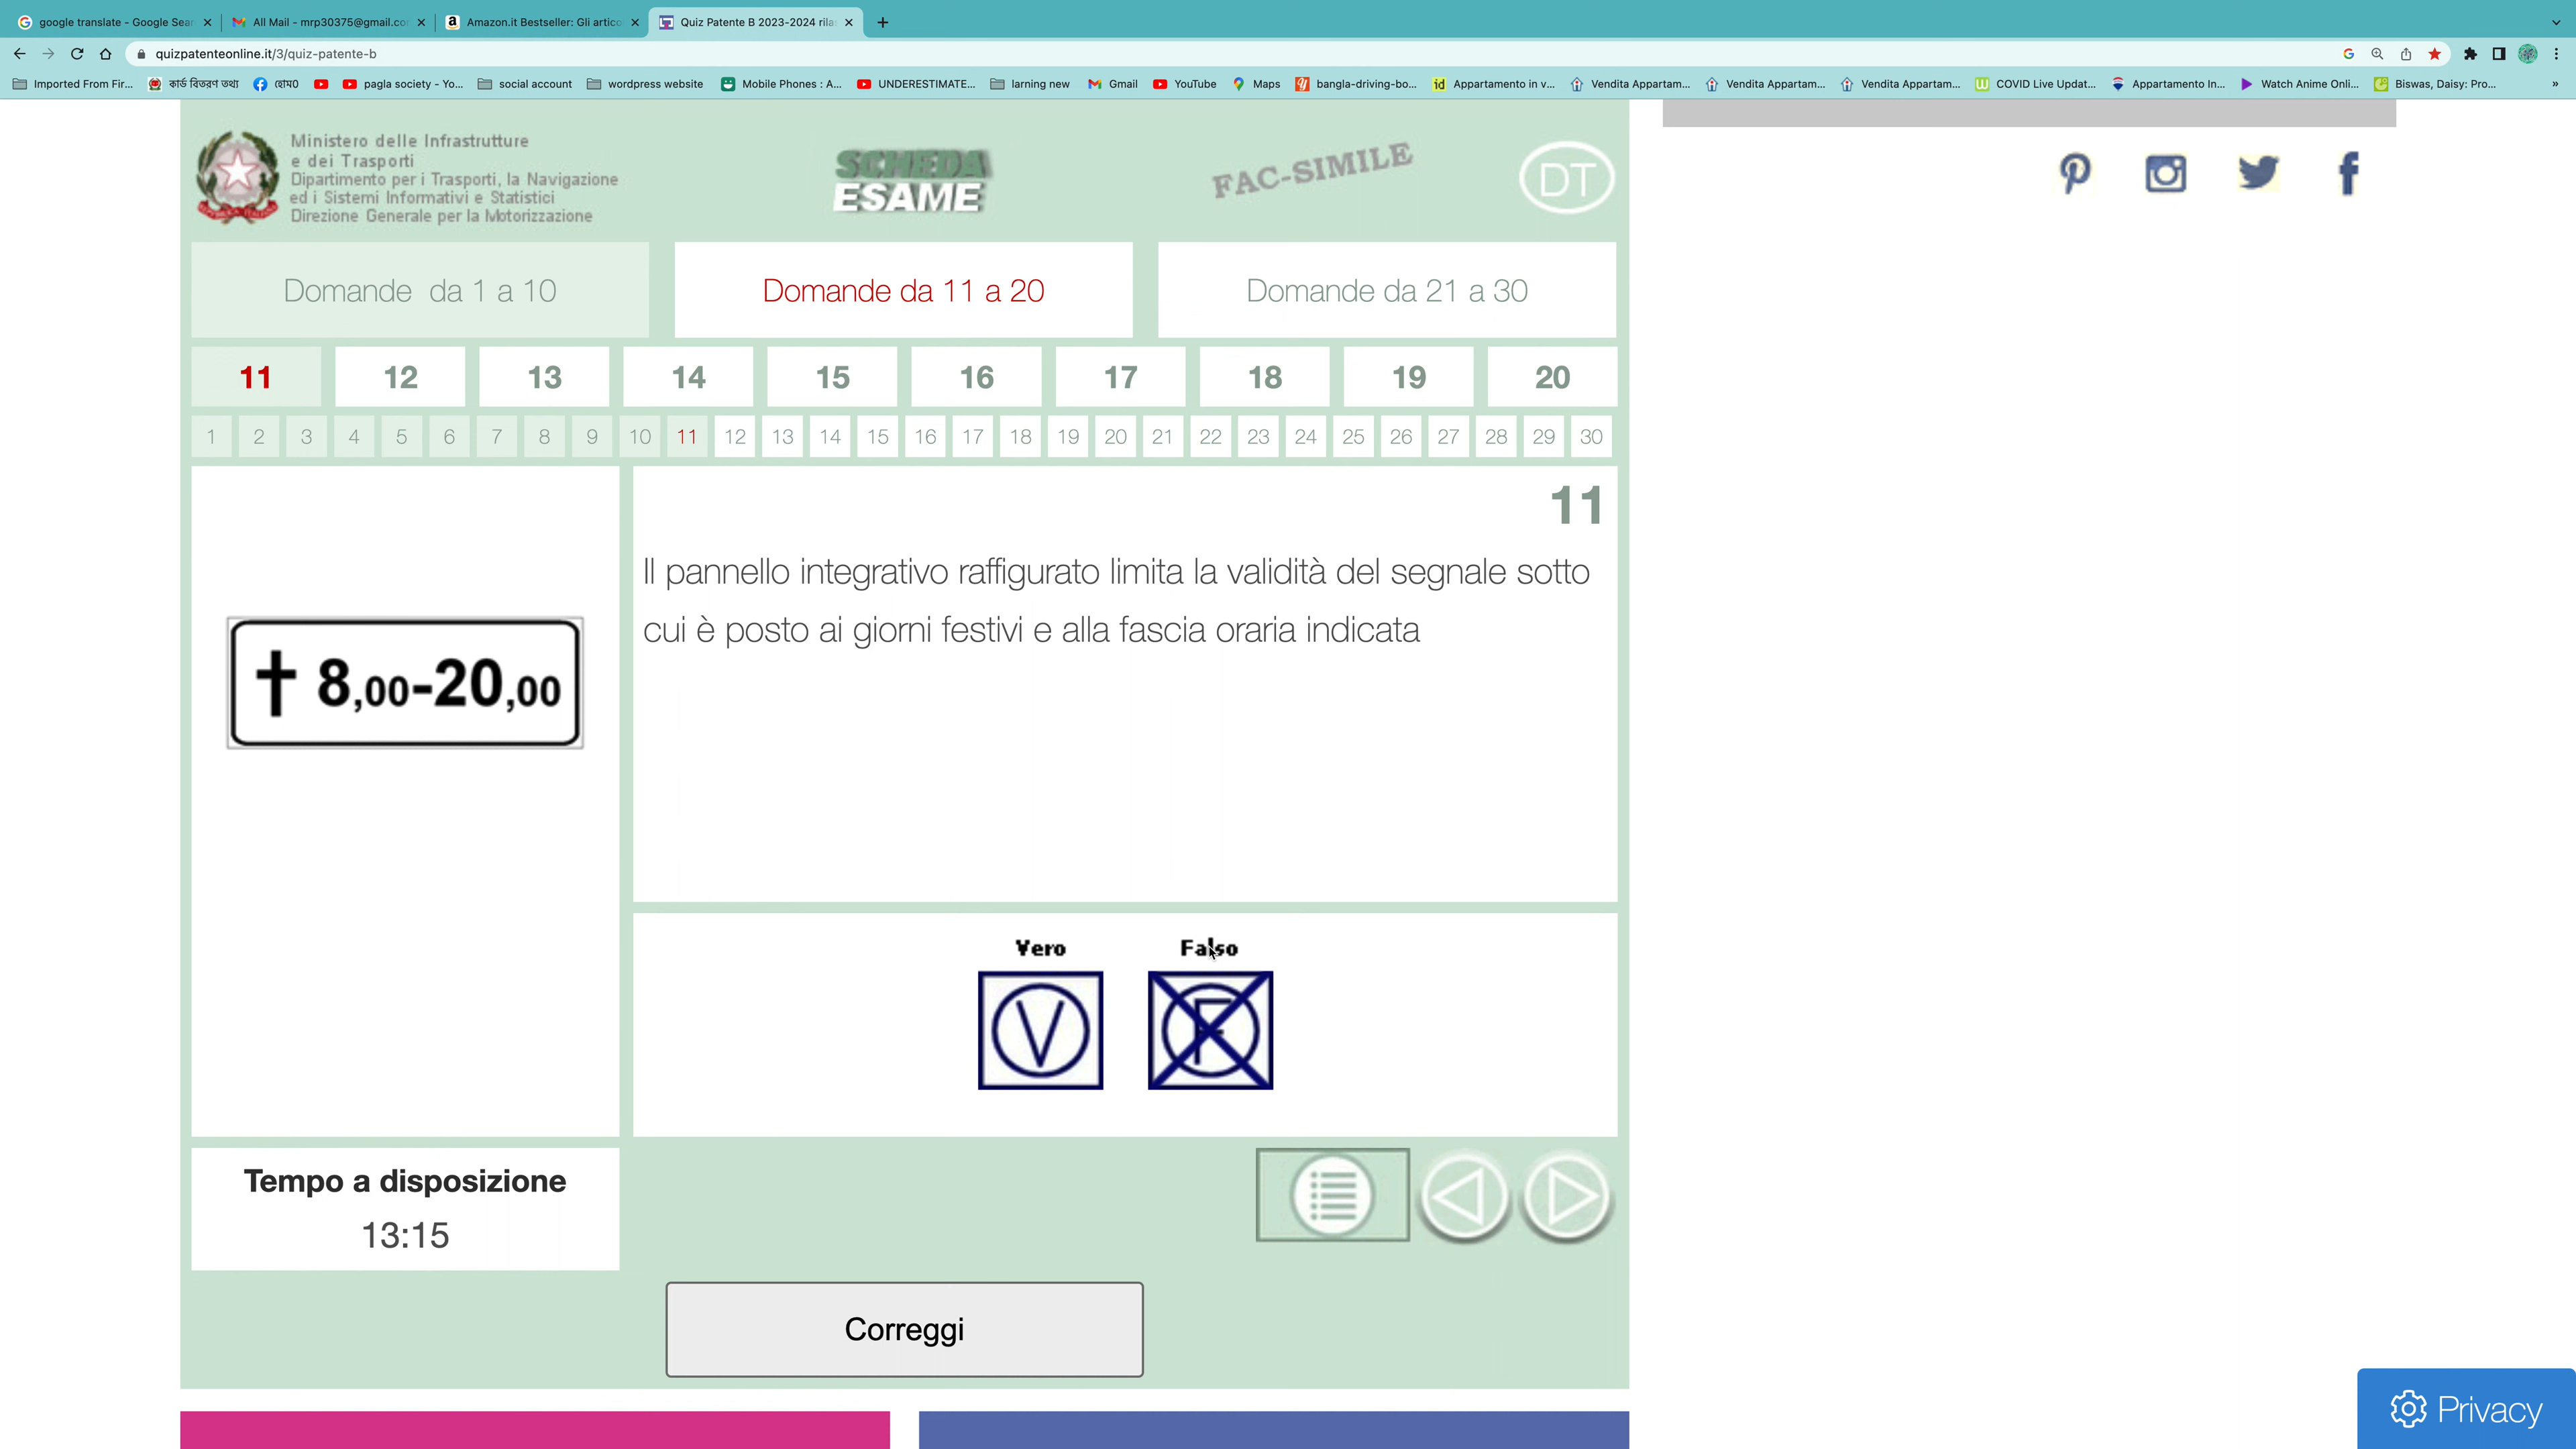 google translate - Google Sear
All Mail - mrp30375@gmail.co
Amazon.it Bestseller: Gli artico
Quiz Patente B 2023-2024 rila
quizpatenteonline.it/3/quiz-patente-b
Imported From Fir...
কার্ড বিতরণ তথ্য
হোম0
pagla society - Yo...
social account
wordpress website
Mobile Phones : A...
UNDERESTIMATE...
larning new
Gmail
YouTube
Maps
bangla-driving-bo...
Appartamento in v...
Vendita Appartam...
Vendita Appartam...
Vendita Appartam...
COVID Live Updat...
Appartamento In...
Watch Anime Onli...
Biswas, Daisy: Pro...
Ministero delle Infrastrutture
e dei Trasporti
Dipartimento per i Trasporti, la Navigazione
ed i Sistemi Informativi e Statistici
Direzione Generale per la Motorizzazione
SCHEDA
ESAME
FAC-SIMILE
DT
Domande da 1 a 10
Domande da 11 a 20
Domande da 21 a 30
11 12 13 14 15 16 17 18 19 20
1 2 3 4 5 6 7 8 9 10 11 12 13 14 15 16 17 18 19 20 21 22 23 24 25 26 27 28 29 30
11
Il pannello integrativo raffigurato limita la validità del segnale sotto
cui è posto ai giorni festivi e alla fascia oraria indicata
† 8,00-20,00
Vero Falso
V F
Tempo a disposizione
13:15
Correggi
Privacy